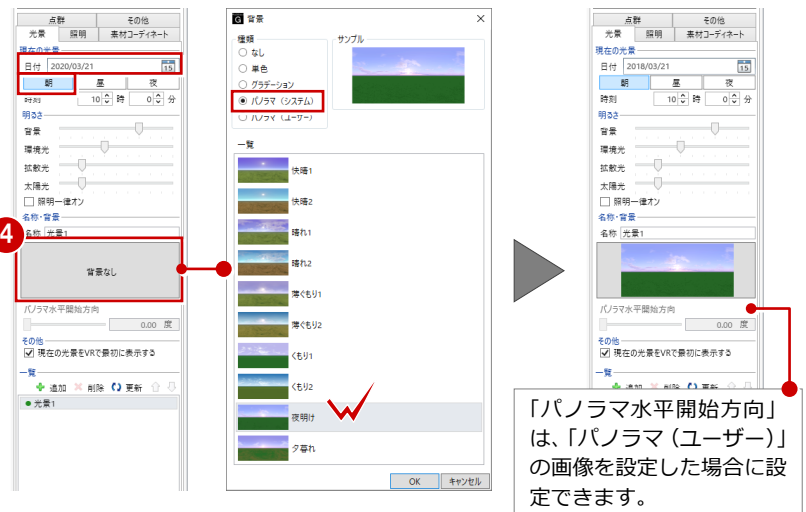 点群 その他
光景 照明 素材コーディネート
現在の光景
日付 2020/03/21 15
朝 昼 夜
時刻 10 時 0 分
明るさ
背景
環境光
拡散光
太陽光
照明一律オン
名称・背景
4
名称 光景1
背景なし
パノラマ水平開始方向
0.00 度
その他
現在の光景をVRで最初に表示する
一覧
追加 削除 更新
光景1
G 背景 ×
種類
なし
単色
グラデーション
パノラマ（システム）
パノラマ（ユーザー）
サンプル
一覧
快晴1
快晴2
晴れ1
晴れ2
薄ぐもり1
薄ぐもり2
くもり1
くもり2
夜明け
夕暮れ
OK キャンセル
点群 その他
光景 照明 素材コーディネート
現在の光景
日付 2018/03/21 15
朝 昼 夜
時刻 10 時 0 分
明るさ
背景
環境光
拡散光
太陽光
照明一律オン
名称・背景
名称 光景1
パノラマ水平開始方向
0.00 度
その他
現在の光景をVRで最初に表示する
一覧
追加 削除 更新
「パノラマ水平開始方向」
は、「パノラマ（ユーザー）」
の画像を設定した場合に設
定できます。